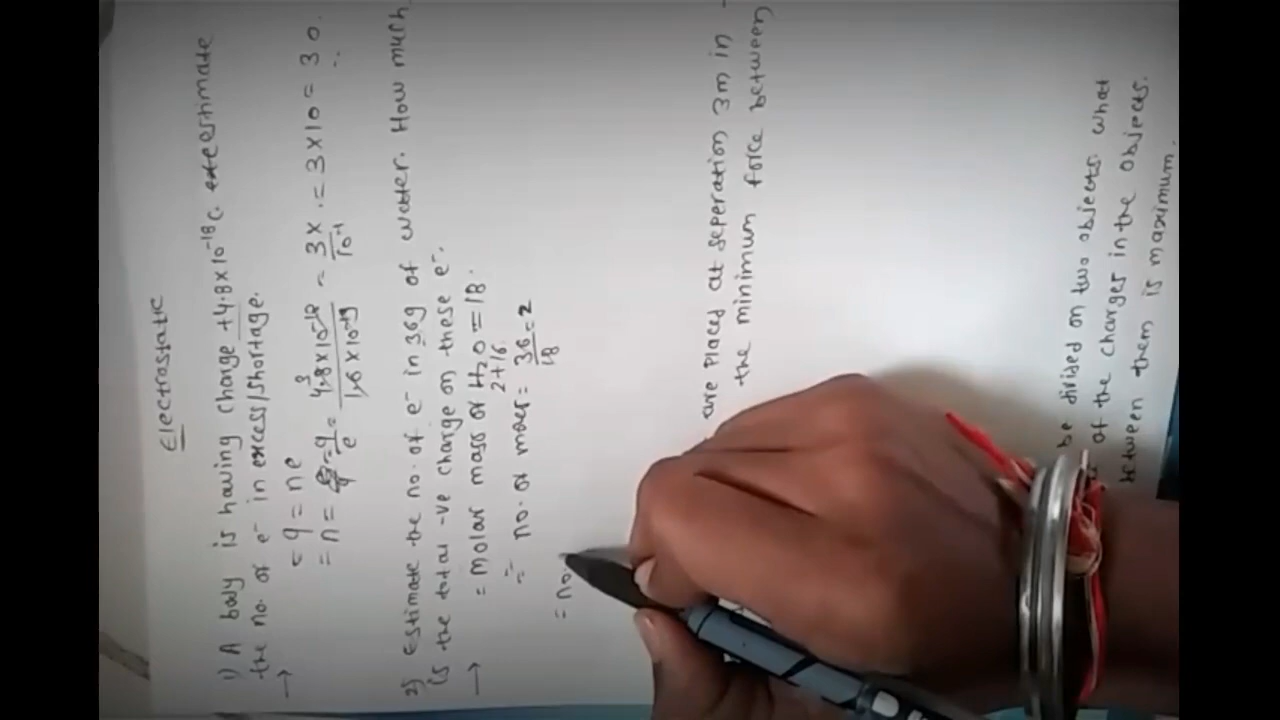 Electrostatic
1) A body is having charge +4.8 × 10⁻¹⁸ C. estimate
the no. of e⁻ in excess/shortage.
→ = q = ne
= n = q/e = 4.8 × 10⁻¹⁸ / 1.6 × 10⁻¹⁹ = 3 × / 10⁻¹ = 3 × 10 = 30.
2) Estimate the no. of e⁻ in 36g of water. How much
is the total -ve charge on these e⁻.
→ = molar mass of H₂O = 18.
2+16
= no. of moles = 36/18 = 2
= no.
are placed at seperation 3m in
the minimum force between
be divided on two objects what
of the charges in the objects
between them is maximum.